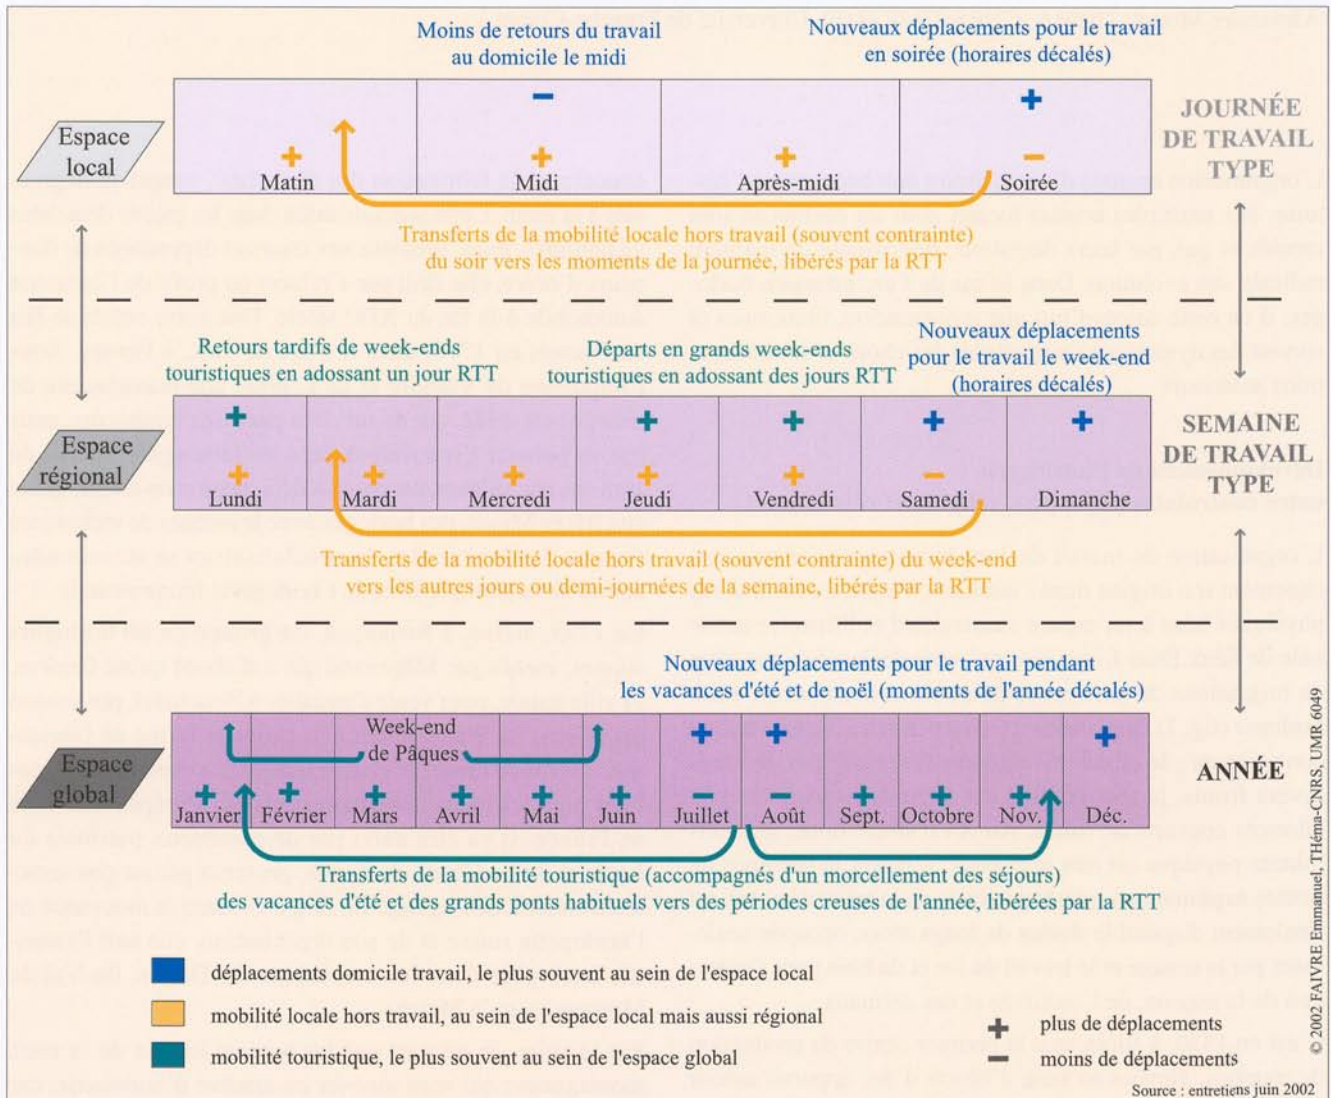 Moins de retours du travail
au domicile le midi
Nouveaux déplacements pour le travail
en soirée (horaires décalés)
Espace
local
−
+
+
+
+
−
Matin
Midi
Après-midi
Soirée
JOURNÉE
DE TRAVAIL
TYPE
Transferts de la mobilité locale hors travail (souvent contrainte)
du soir vers les moments de la journée, libérés par la RTT
Retours tardifs de week-ends
touristiques en adossant un jour RTT
Départs en grands week-ends
touristiques en adossant des jours RTT
Nouveaux déplacements
pour le travail le week-end
(horaires décalés)
Espace
régional
+
+
+
+
+
+
+
+
+
+
−
Lundi
Mardi
Mercredi
Jeudi
Vendredi
Samedi
Dimanche
SEMAINE
DE TRAVAIL
TYPE
Transferts de la mobilité locale hors travail (souvent contrainte) du week-end
vers les autres jours ou demi-journées de la semaine, libérés par la RTT
Nouveaux déplacements pour le travail pendant
les vacances d'été et de noël (moments de l'année décalés)
Espace
global
Week-end
de Pâques
+
+
+
+
+
+
+
+
+
−
−
+
+
+
Janvier
Février
Mars
Avril
Mai
Juin
Juillet
Août
Sept.
Octobre
Nov.
Déc.
ANNÉE
Transferts de la mobilité touristique (accompagnés d'un morcellement des séjours)
des vacances d'été et des grands ponts habituels vers des périodes creuses de l'année, libérées par la RTT
déplacements domicile travail, le plus souvent au sein de l'espace local
mobilité locale hors travail, au sein de l'espace local mais aussi régional
mobilité touristique, le plus souvent au sein de l'espace global
+ plus de déplacements
− moins de déplacements
Source : entretiens juin 2002
© 2002 FAIVRE Emmanuel, THéma-CNRS, UMR 6049